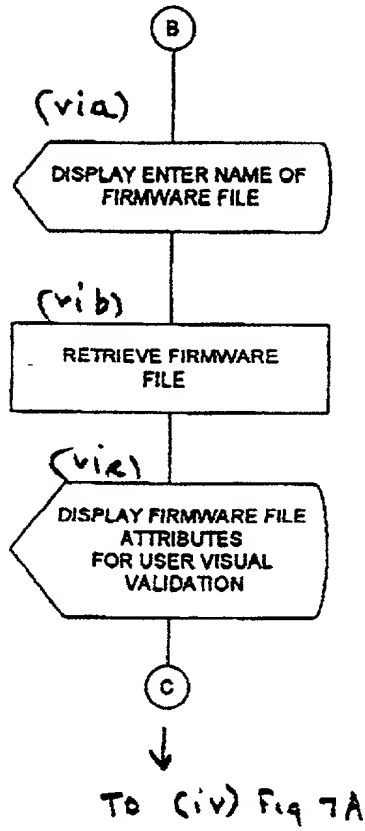 B
(via)
DISPLAY ENTER NAME OF
FIRMWARE FILE
(vib)
RETRIEVE FIRMWARE
FILE
(vic)
DISPLAY FIRMWARE FILE
ATTRIBUTES
FOR USER VISUAL
VALIDATION
C
TO (iv) Fig 7A